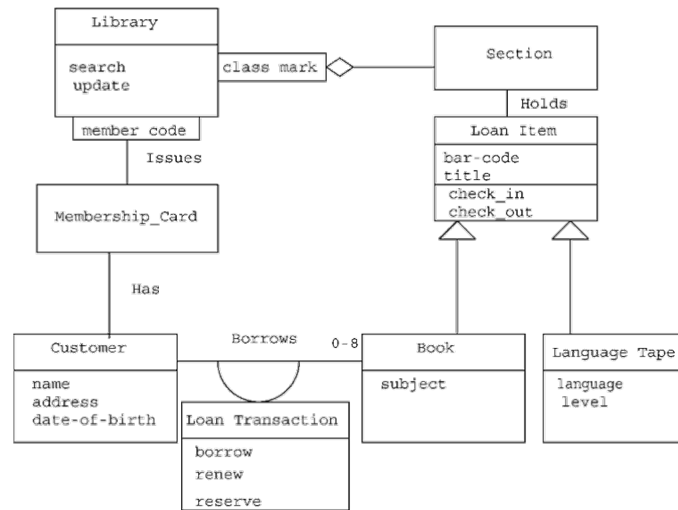 Library
search
update
class mark
Section
member code
Holds
Loan Item
bar-code
title
check_in
check_out
Issues
Membership_Card
Has
Customer
name
address
date-of-birth
Borrows
0-8
Book
subject
Language Tape
language
level
Loan Transaction
borrow
renew
reserve